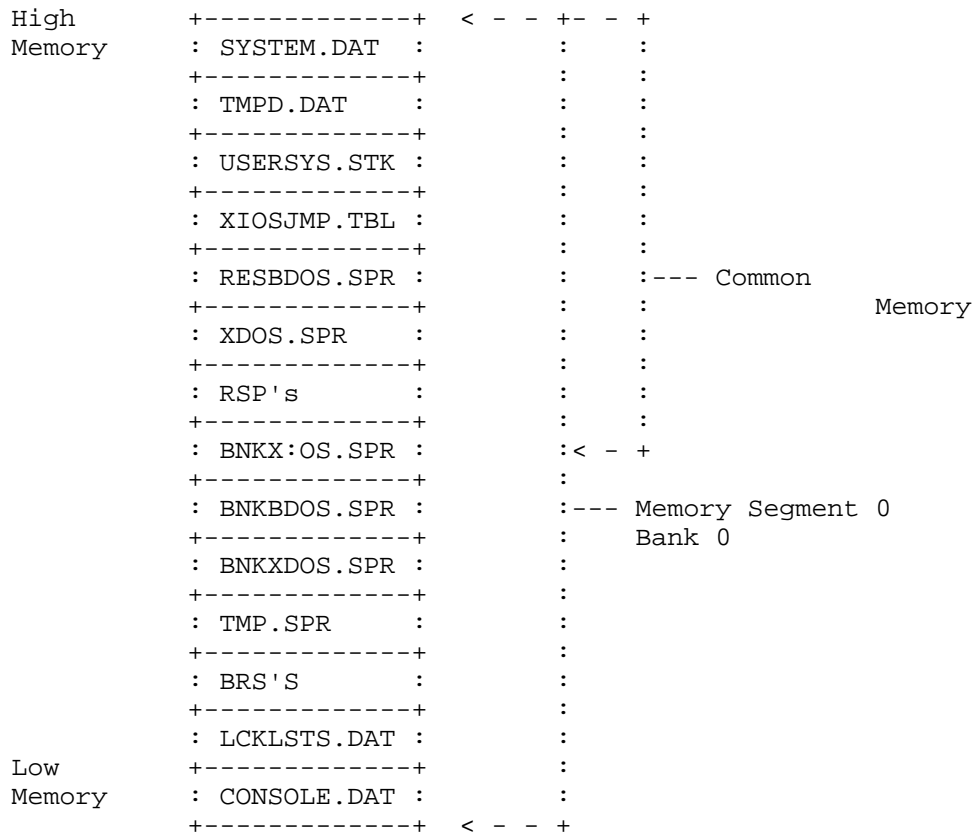 High        +-------------+  < - - +- - +
Memory      : SYSTEM.DAT  :        :    :
            +-------------+        :    :
            : TMPD.DAT    :        :    :
            +-------------+        :    :
            : USERSYS.STK :        :    :
            +-------------+        :    :
            : XIOSJMP.TBL :        :    :
            +-------------+        :    :
            : RESBDOS.SPR :        :    :--- Common
            +-------------+        :    :               Memory
            : XDOS.SPR    :        :    :
            +-------------+        :    :
            : RSP's       :        :    :
            +-------------+        :    :
            : BNKX:OS.SPR :        :< - +
            +-------------+        :
            : BNKBDOS.SPR :        :--- Memory Segment 0
            +-------------+        :    Bank 0
            : BNKXDOS.SPR :        :
            +-------------+        :
            : TMP.SPR     :        :
            +-------------+        :
            : BRS'S       :        :
            +-------------+        :
            : LCKLSTS.DAT :        :
Low         +-------------+        :
Memory      : CONSOLE.DAT :        :
            +-------------+  < - - +